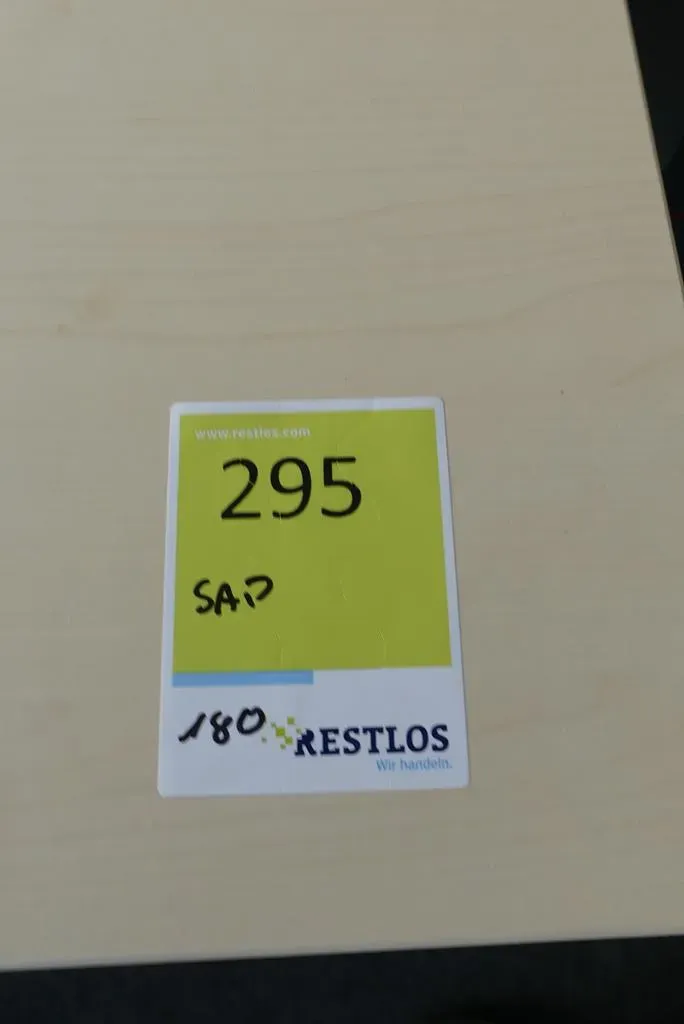 www.restlos.com
295
SAP
180
RESTLOS
Wir handeln.